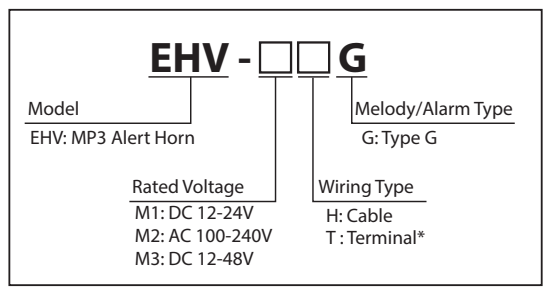 EHV-□□G
Model
EHV: MP3 Alert Horn
Melody/Alarm Type
G: Type G
Rated Voltage
M1: DC 12-24V
M2: AC 100-240V
M3: DC 12-48V
Wiring Type
H: Cable
T : Terminal*